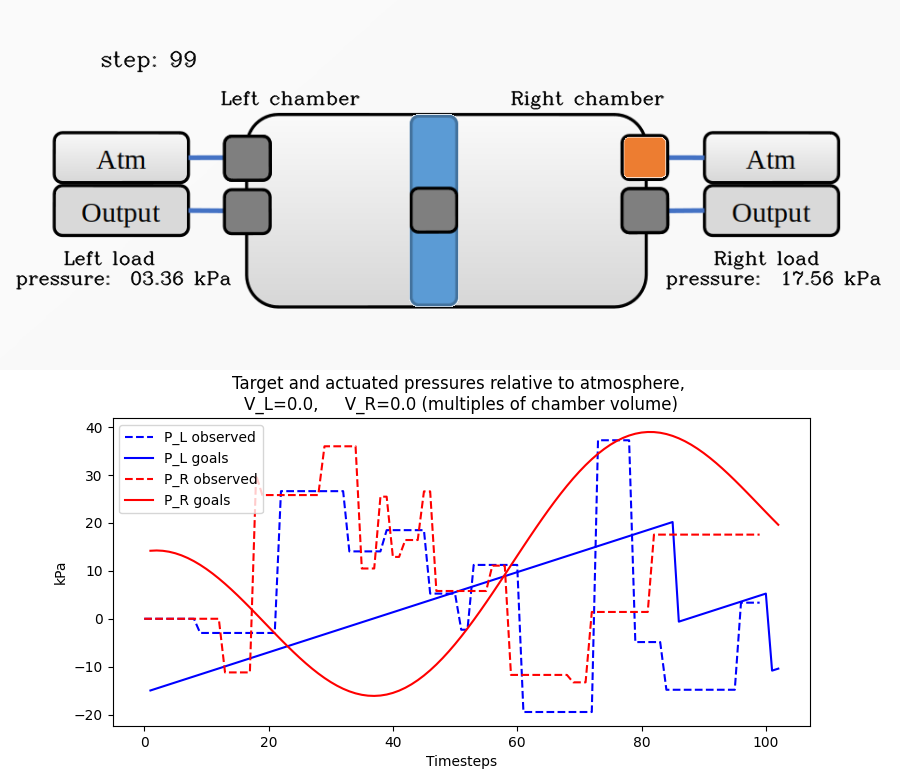 step: 99
Left chamber
Right chamber
Atm
Atm
Output
Output
Left load
pressure: 03.36 kPa
Right load
pressure: 17.56 kPa
Target and actuated pressures relative to atmosphere,
V_L=0.0, V_R=0.0 (multiples of chamber volume)
P_L observed
P_L goals
P_R observed
P_R goals
kPa
40
30
20
10
0
−10
−20
0
20
40
60
80
100
Timesteps